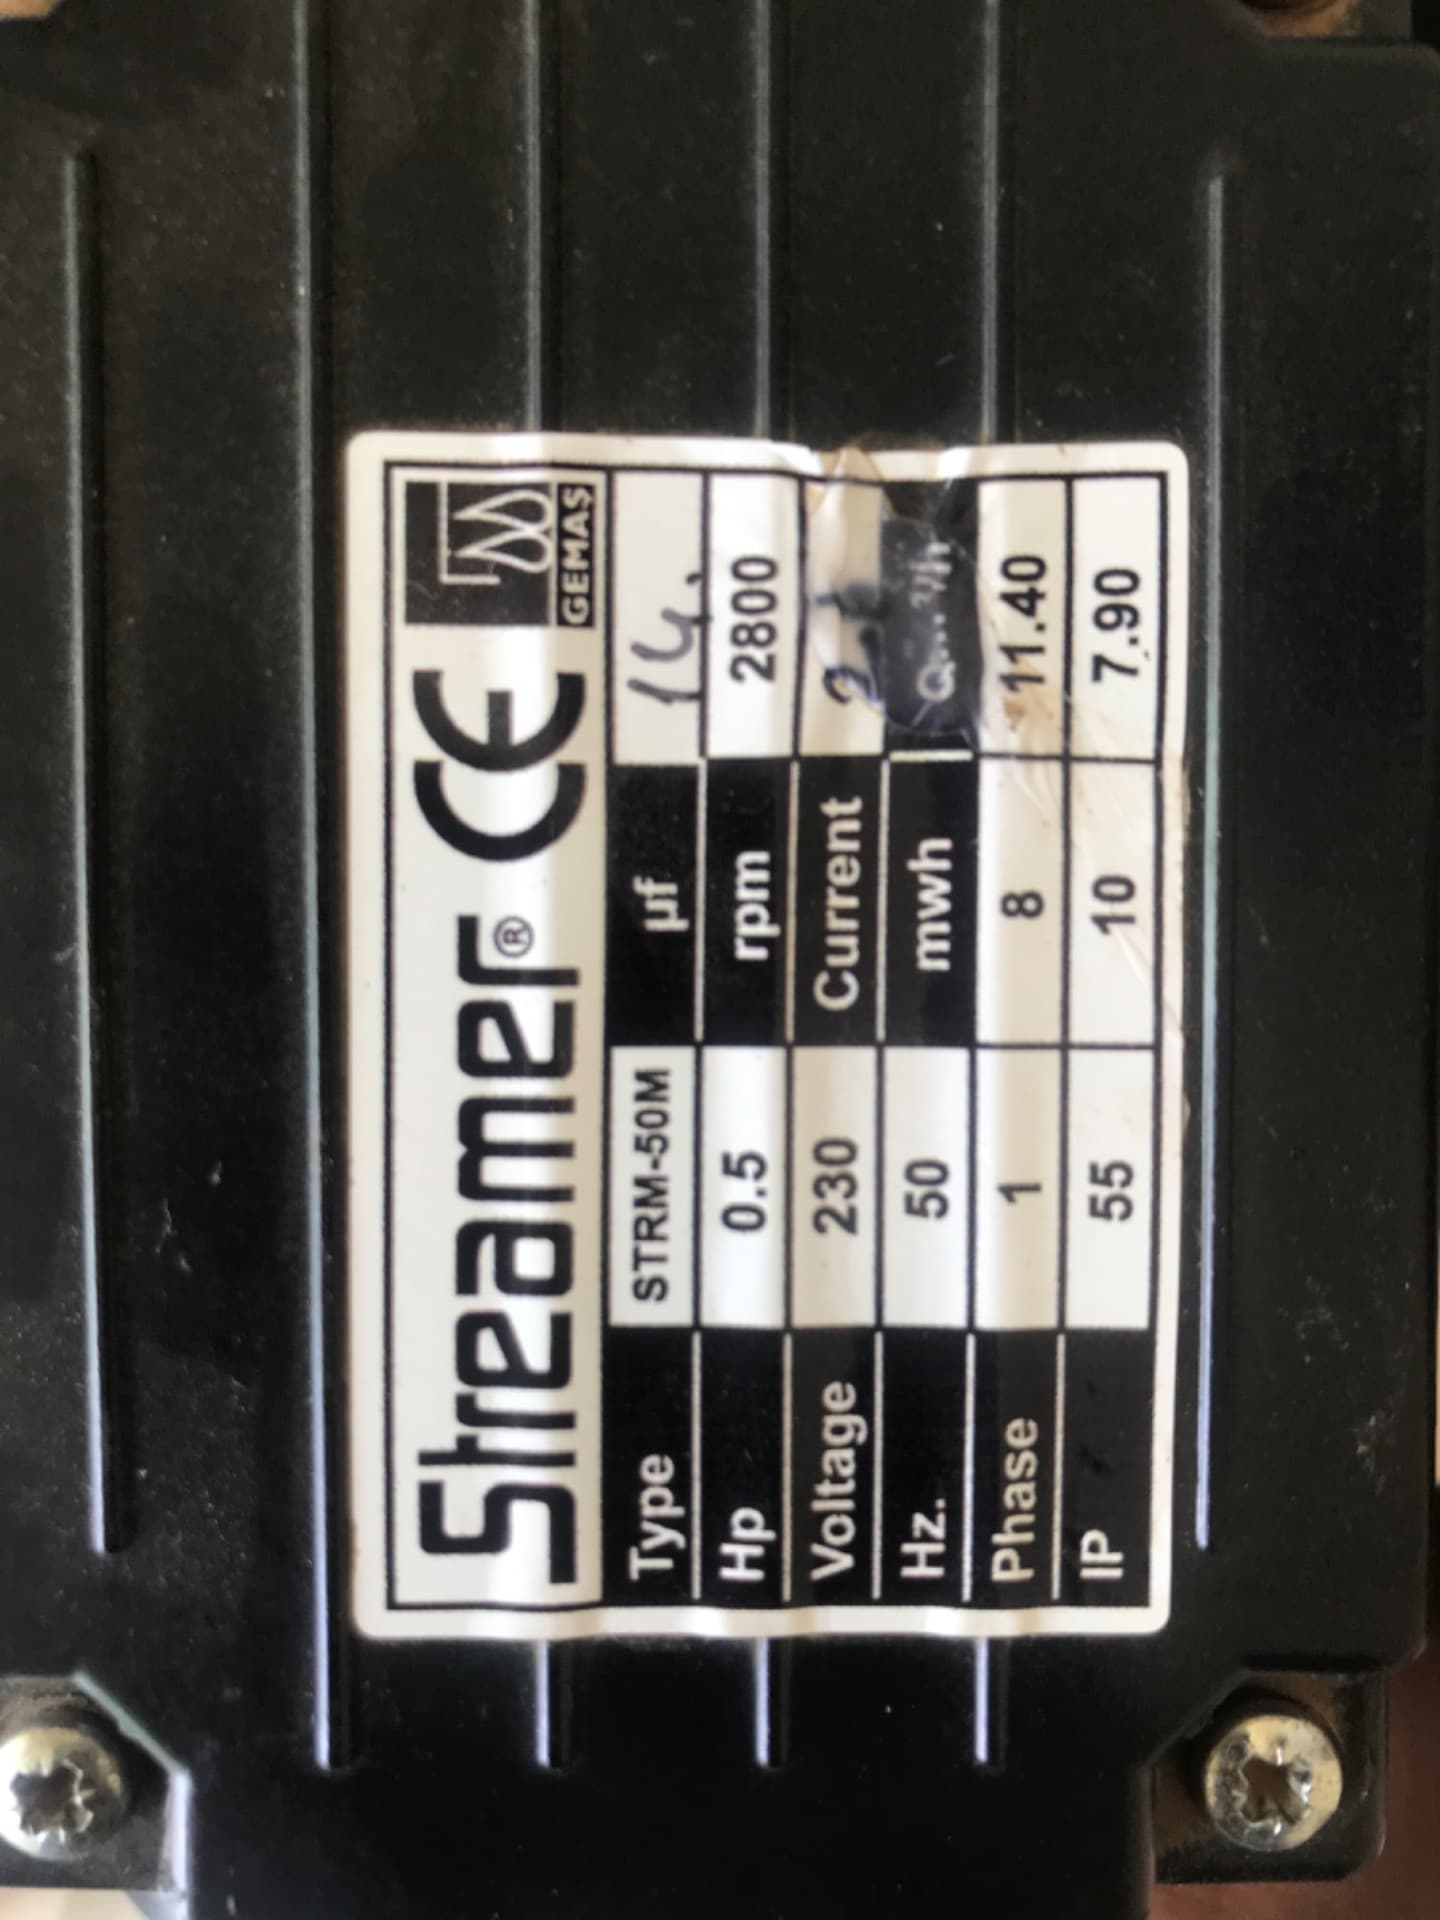 Streamer® CE
GEMAŞ
Type STRM-50M µf 14
Hp 0.5 rpm 2800
Voltage 230 Current
Hz. 50 mwh
Phase 1 8 11.40
IP 55 10 7.90